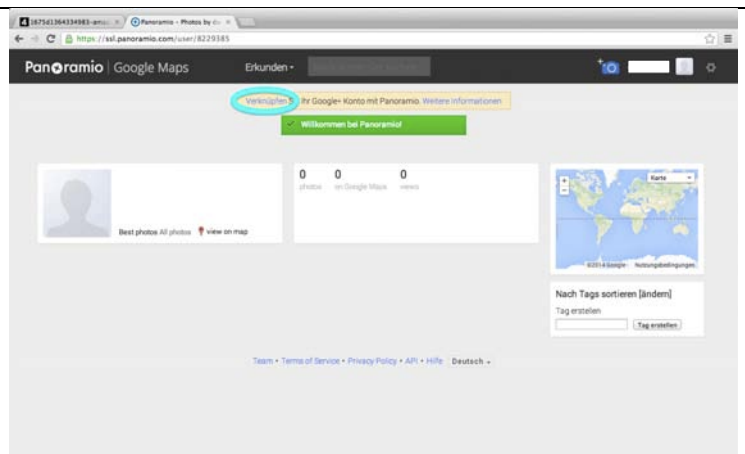 Panoramio - Photos by
https://ssl.panoramio.com/user/8229385
Panoramio | Google Maps Erkunden
Verknüpfen Ihr Google+ Konto mit Panoramio. Weitere Informationen
Willkommen bei Panoramio!
0 0 0
photos on Google Maps views
Best photos All photos view on map
+
-
Karte
©2014 Google Nutzungsbedingungen
Nach Tags sortieren [ändern]
Tag erstellen
Tag erstellen
Team • Terms of Service • Privacy Policy • API • Hilfe Deutsch